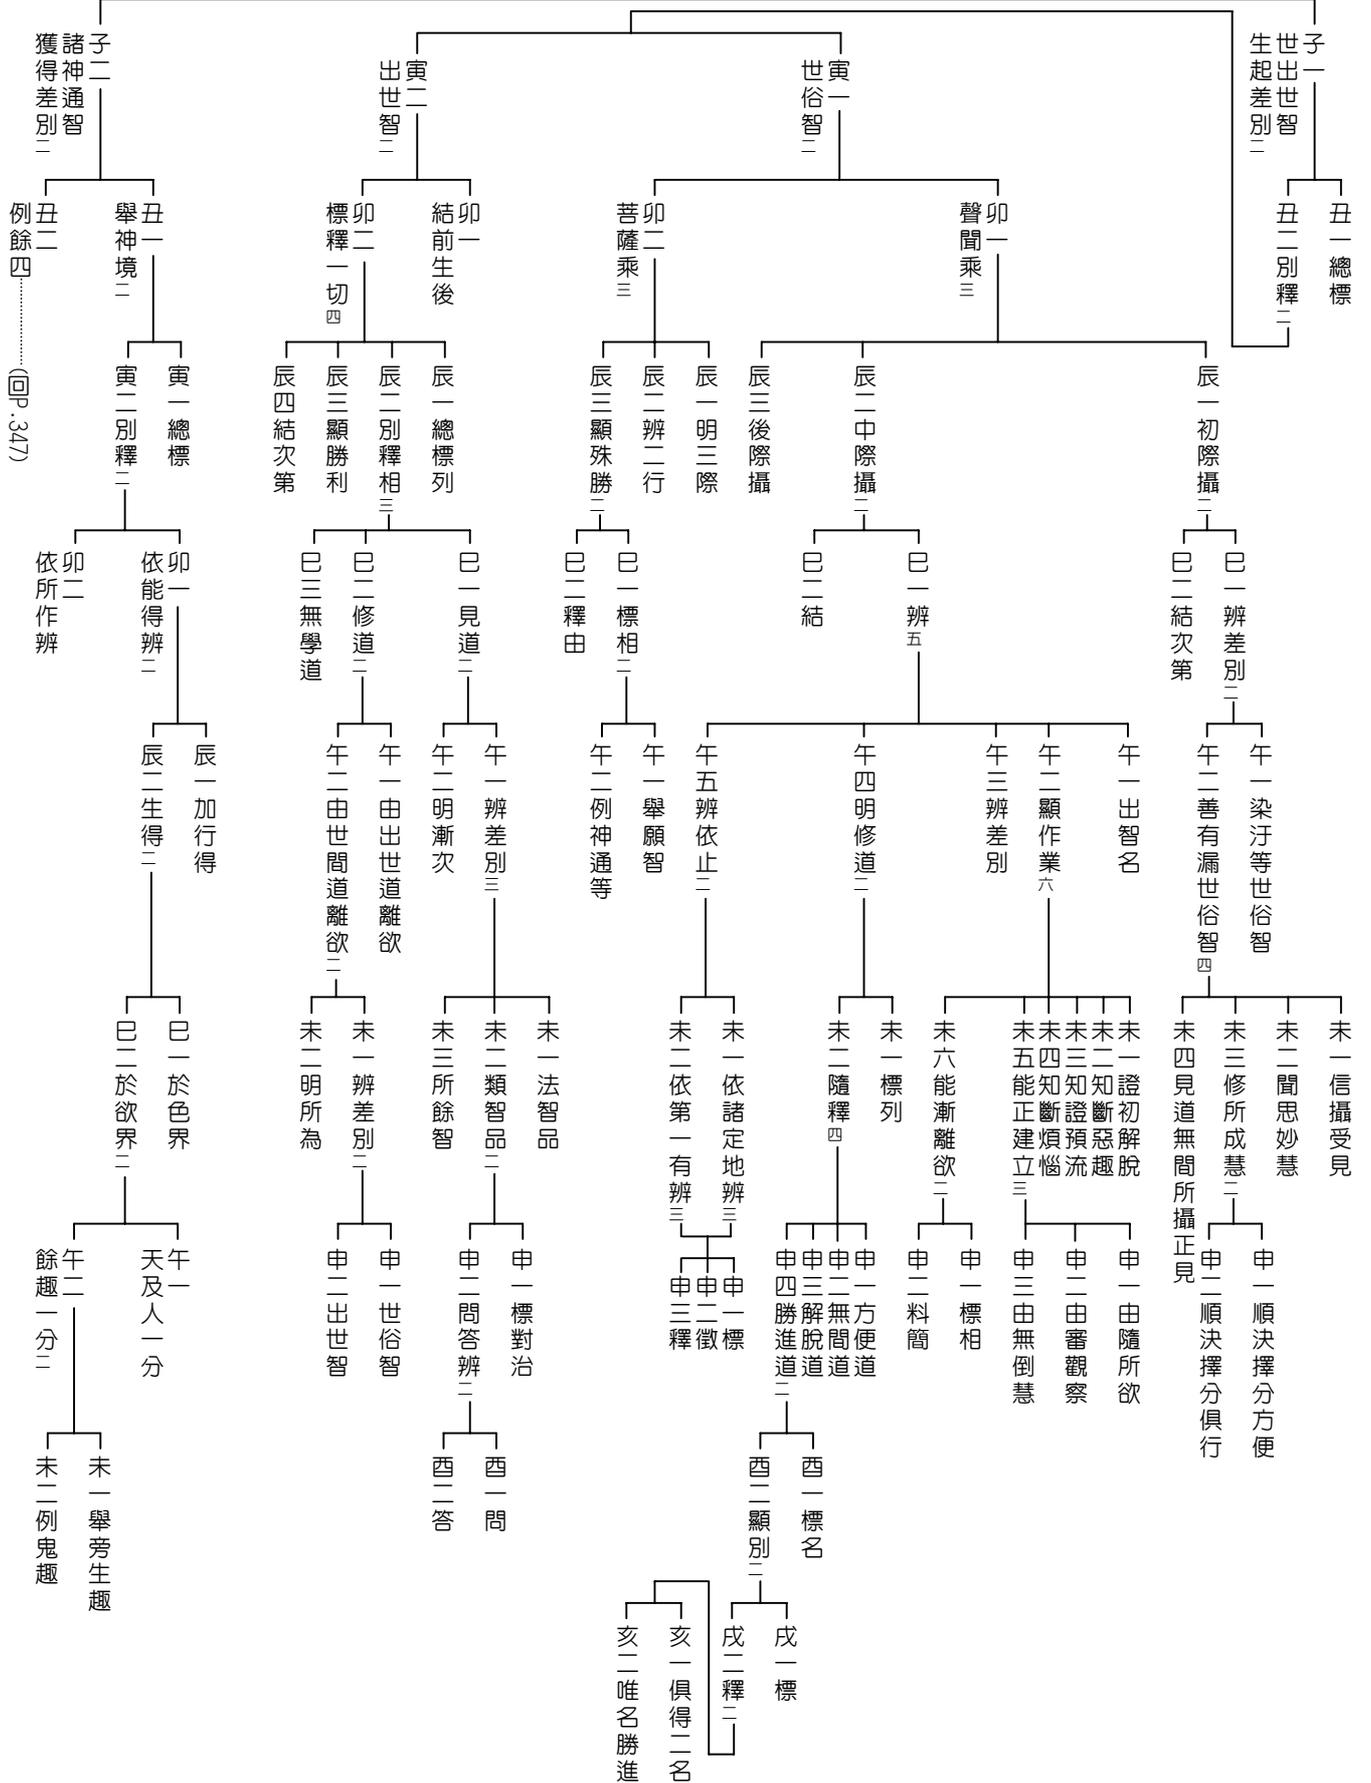 子一
世出世智
生起差別二
丑一總標
丑二別釋二
寅一
世俗智二
卯一
聲聞乘三
辰一初際攝二
巳一辨差別二
午一染汙等世俗智
午二善有漏世俗智四
未一信攝受見
未二聞思妙慧
未三修所成慧二
申一順決擇分方便
申二順決擇分俱行
未四見道無間所攝正見
巳二結次第
辰二中際攝二
巳一辨五
午一出智名
午二顯作業六
未一證初解脫
未二知斷惡趣
未三知證預流
未四知斷煩惱
未五能正建立三
申一由隨所欲
申二由審觀察
申三由無倒慧
未六能漸離欲二
申一標相
申二料簡
午三辨差別
午四明修道二
未一標列
未二隨釋四
申一方便道
申二無間道
申三解脫道
申四勝進道二
酉一標名
酉二顯別二
戌一標
戌二釋二
亥一俱得二名
亥二唯名勝進
午五辨依止二
未一依諸定地辨三
未二依第一有辨三
申一標
申二徵
申三釋
巳二結
辰三後際攝
卯二
菩薩乘三
辰一明三際
辰二辨二行
辰三顯殊勝二
巳一標相二
午一舉願智
午二例神通等
巳二釋由
寅二
出世智二
卯一
結前生後
卯二
標釋一切四
辰一總標列
辰二別釋相三
巳一見道二
午一辨差別三
未一法智品
未二類智品二
申一標對治
申二問答辨二
酉一問
酉二答
未三所餘智
午二明漸次
巳二修道二
午一由出世道離欲
午二由世間道離欲二
未一辨差別二
申一世俗智
申二出世智
未二明所為
巳三無學道
辰三顯勝利
辰四結次第
子二
諸神通智
獲得差別二
丑一
舉神境二
寅一總標
寅二別釋二
卯一
依能得辨二
辰一加行得
辰二生得二
巳一於色界
巳二於欲界二
午一
天及人一分
午二
餘趣一分二
未一舉旁生趣
未二例鬼趣
卯二
依所作辨
丑二
例餘四…………(回P.347)